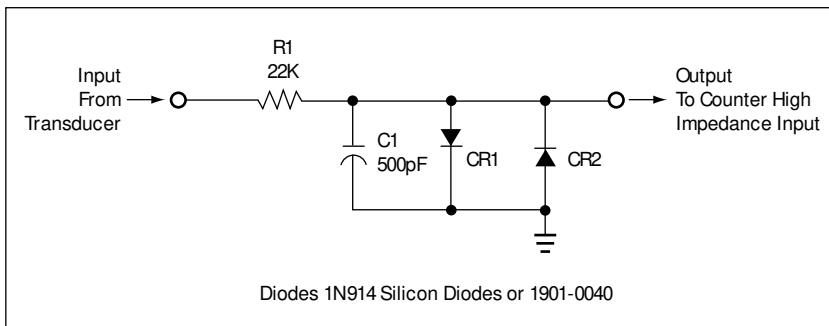 R1
22K
Input
From
Transducer
Output
To Counter High
Impedance Input
C1
500pF
CR1
CR2
Diodes 1N914 Silicon Diodes or 1901-0040